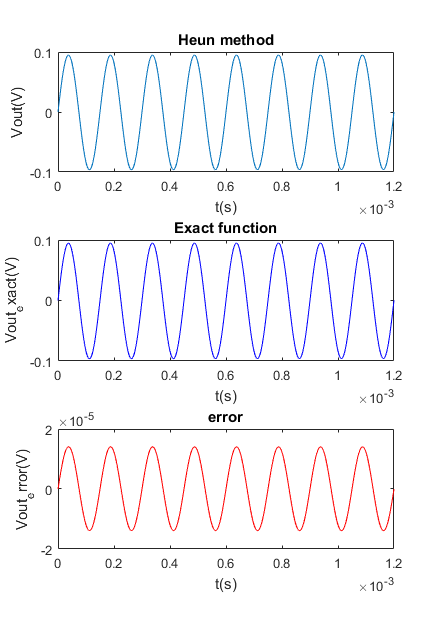 Heun method
0.1
0
-0.1
Vout(V)
0 0.2 0.4 0.6 0.8 1 1.2
t(s)
×10-3
Exact function
0.1
0
-0.1
Voutexact(V)
0 0.2 0.4 0.6 0.8 1 1.2
t(s)
×10-3
error
×10-5
2
0
-2
Vouterror(V)
0 0.2 0.4 0.6 0.8 1 1.2
t(s)
×10-3